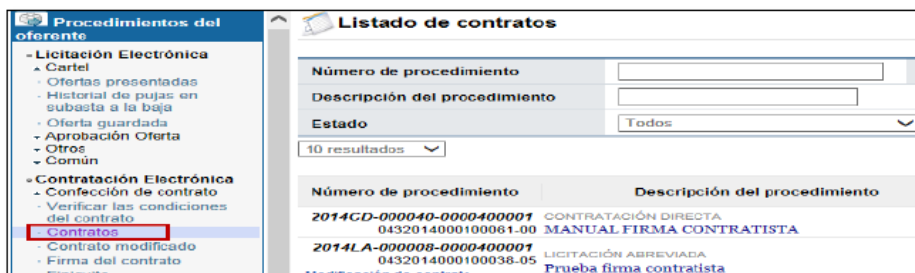 Procedimientos del
oferente
Licitación Electrónica
Cartel
Ofertas presentadas
Historial de pujas en
subasta a la baja
Oferta guardada
Aprobación Oferta
Otros
Común
Contratación Electrónica
Confección de contrato
Verificar las condiciones
del contrato
Contratos
Contrato modificado
Firma del contrato
Listado de contratos
Número de procedimiento
Descripción del procedimiento
Estado Todos
10 resultados
Número de procedimiento Descripción del procedimiento
2014CD-000040-0000400001 CONTRATACIÓN DIRECTA
0432014000100061-00 MANUAL FIRMA CONTRATISTA
2014LA-000008-0000400001 LICITACIÓN ABREVIADA
0432014000100038-05 Prueba firma contratista
Modificación de contrato